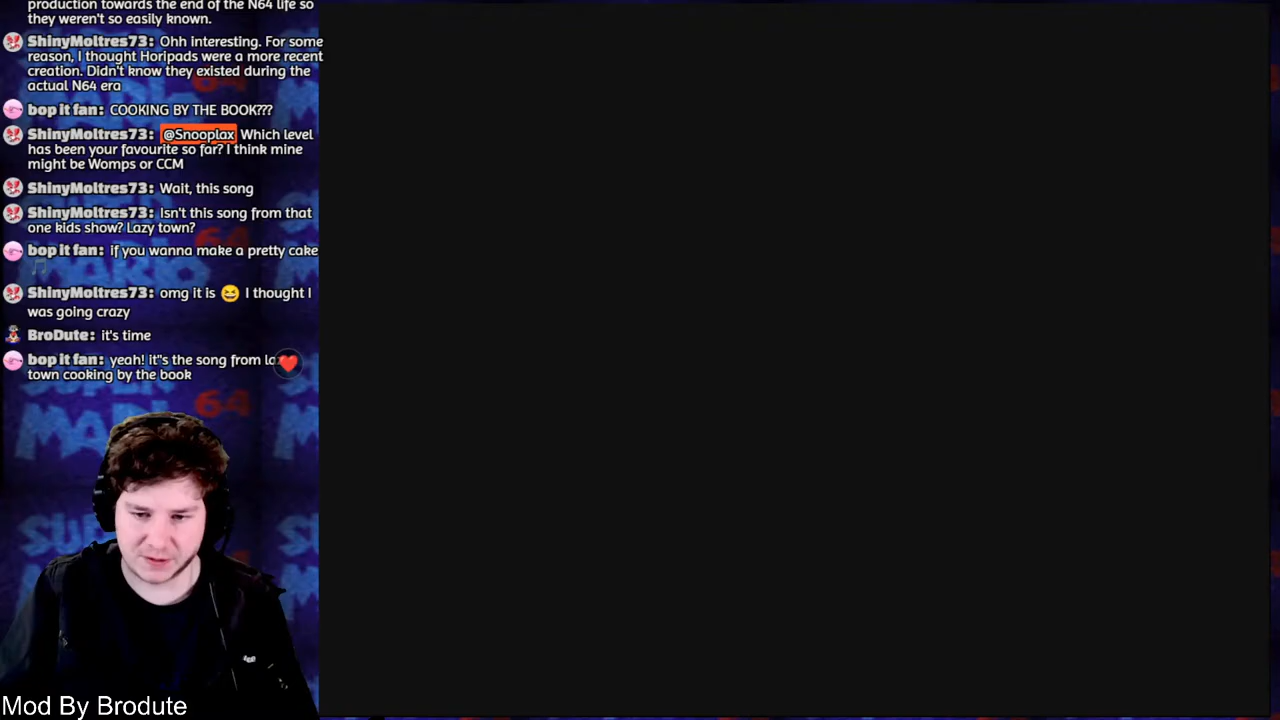 production towards the end of the N64 life so
they weren't so easily known.
ShinyMoltres73: Ohh interesting. For some
reason, I thought Horipads were a more recent
creation. Didn't know they existed during the
actual N64 era
bop it fan: COOKING BY THE BOOK???
ShinyMoltres73: @Snooplax Which level
has been your favourite so far? I think mine
might be Womps or CCM
ShinyMoltres73: Wait, this song
ShinyMoltres73: Isn't this song from that
one kids show? Lazy town?
bop it fan: if you wanna make a pretty cake
🎵
ShinyMoltres73: omg it is 😆 I thought I
was going crazy
BroDute: it's time
bop it fan: yeah! it"s the song from la
town cooking by the book
SUPER
MARIO 64
SUPER
Mod By Brodute